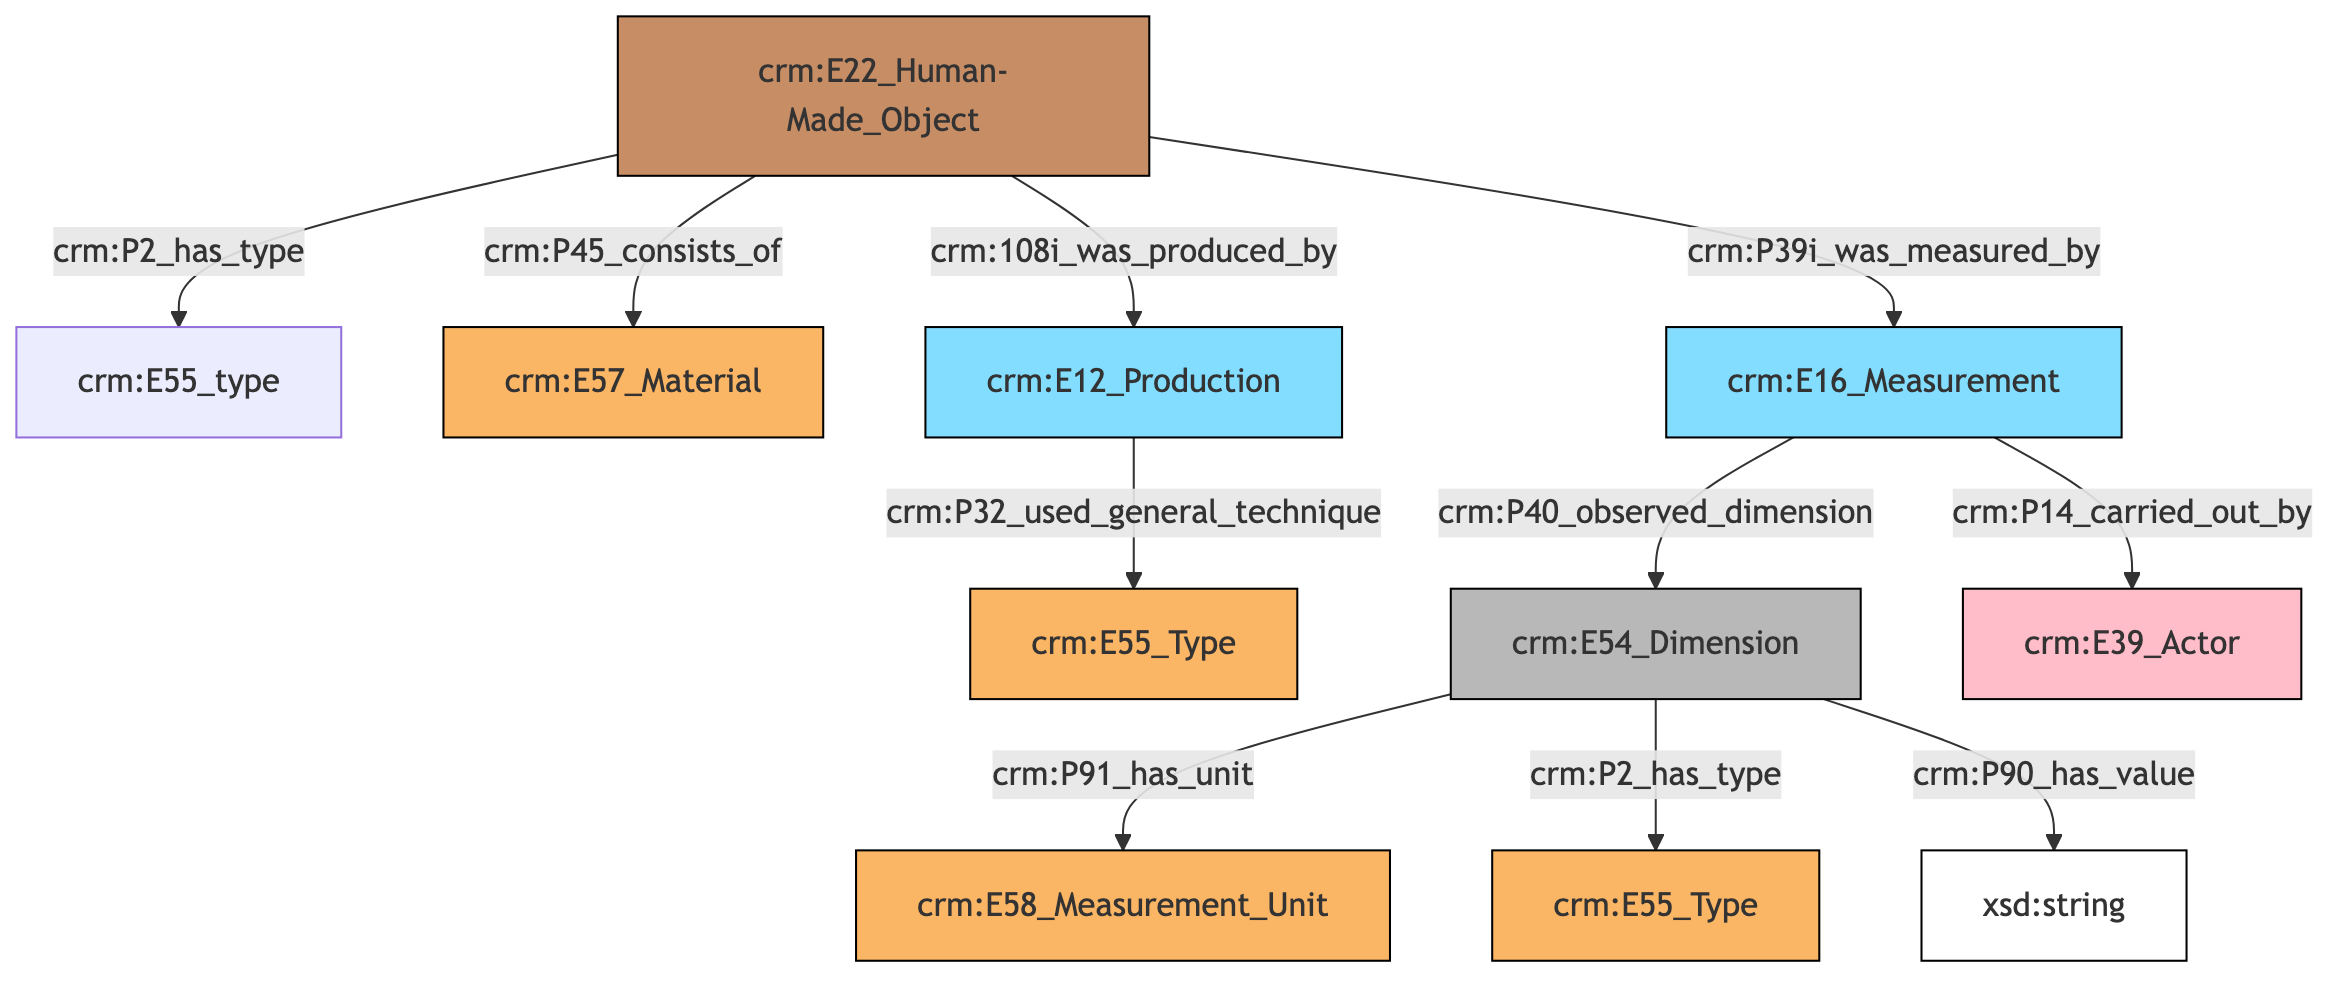 crm:E22_Human-
Made_Object
crm:P2_has_type
crm:P45_consists_of
crm:108i_was_produced_by
crm:P39i_was_measured_by
crm:E55_type
crm:E57_Material
crm:E12_Production
crm:E16_Measurement
crm:P32_used_general_technique
crm:P40_observed_dimension
crm:P14_carried_out_by
crm:E55_Type
crm:E54_Dimension
crm:E39_Actor
crm:P91_has_unit
crm:P2_has_type
crm:P90_has_value
crm:E58_Measurement_Unit
crm:E55_Type
xsd:string